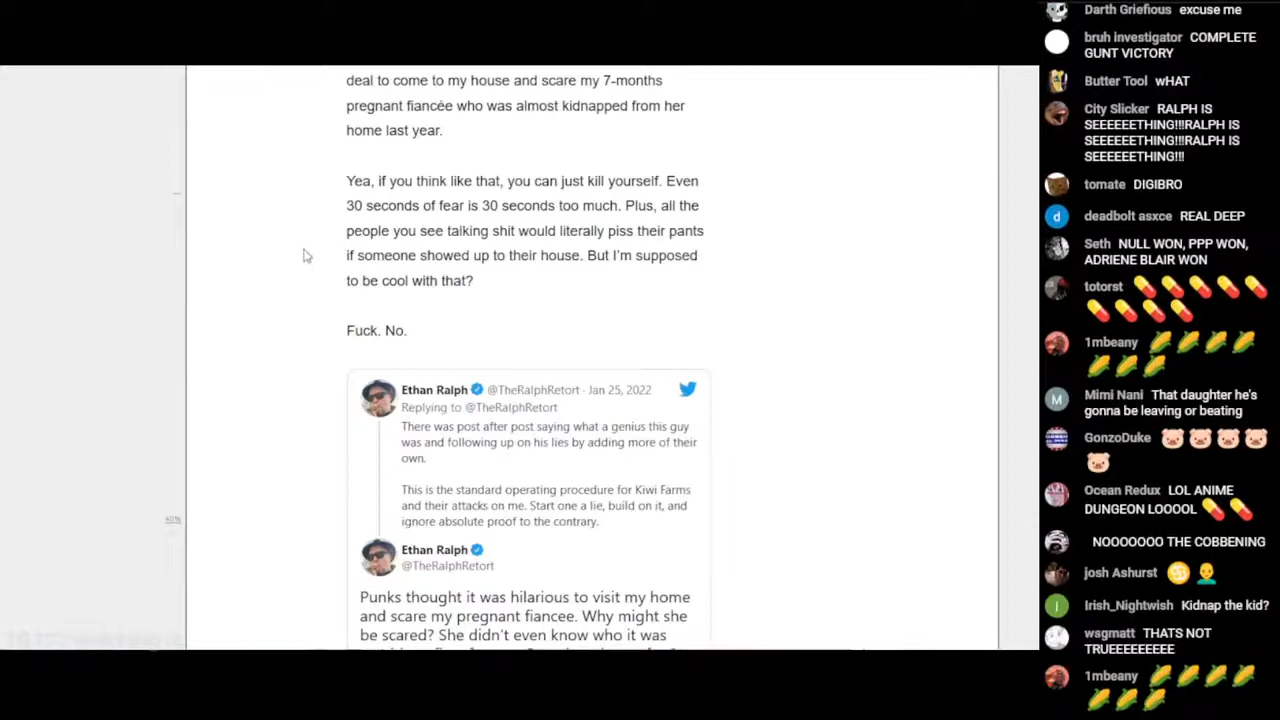 deal to come to my house and scare my 7-months
pregnant fiancée who was almost kidnapped from her
home last year.
Yea, if you think like that, you can just kill yourself. Even
30 seconds of fear is 30 seconds too much. Plus, all the
people you see talking shit would literally piss their pants
if someone showed up to their house. But I'm supposed
to be cool with that?
Fuck. No.
Ethan Ralph @TheRalphRetort · Jan 25, 2022
Replying to @TheRalphRetort
There was post after post saying what a genius this guy
was and following up on his lies by adding more of their
own.
This is the standard operating procedure for Kiwi Farms
and their attacks on me. Start one a lie, build on it, and
ignore absolute proof to the contrary.
Ethan Ralph
@TheRalphRetort
Punks thought it was hilarious to visit my home
and scare my pregnant fiancee. Why might she
be scared? She didn't even know who it was
40%
Darth Griefious excuse me
bruh investigator COMPLETE
GUNT VICTORY
Butter Tool wHAT
City Slicker RALPH IS
SEEEEEETHING!!!RALPH IS
SEEEEEETHING!!!RALPH IS
SEEEEEETHING!!!
tomate DIGIBRO
d
deadbolt asxce REAL DEEP
Seth NULL WON, PPP WON,
ADRIENE BLAIR WON
totorst 💊💊💊💊💊
💊💊💊💊
1mbeany 🌽🌽🌽🌽
🌽🌽🌽
M
Mimi Nani That daughter he's
gonna be leaving or beating
GonzoDuke 🐷🐷🐷🐷
🐷
Ocean Redux LOL ANIME
DUNGEON LOOOOL 💊💊
NOOOOOOO THE COBBENING
josh Ashurst
I
Irish_Nightwish Kidnap the kid?
wsgmatt THATS NOT
TRUEEEEEEEEE
1mbeany 🌽🌽🌽🌽
🌽🌽🌽